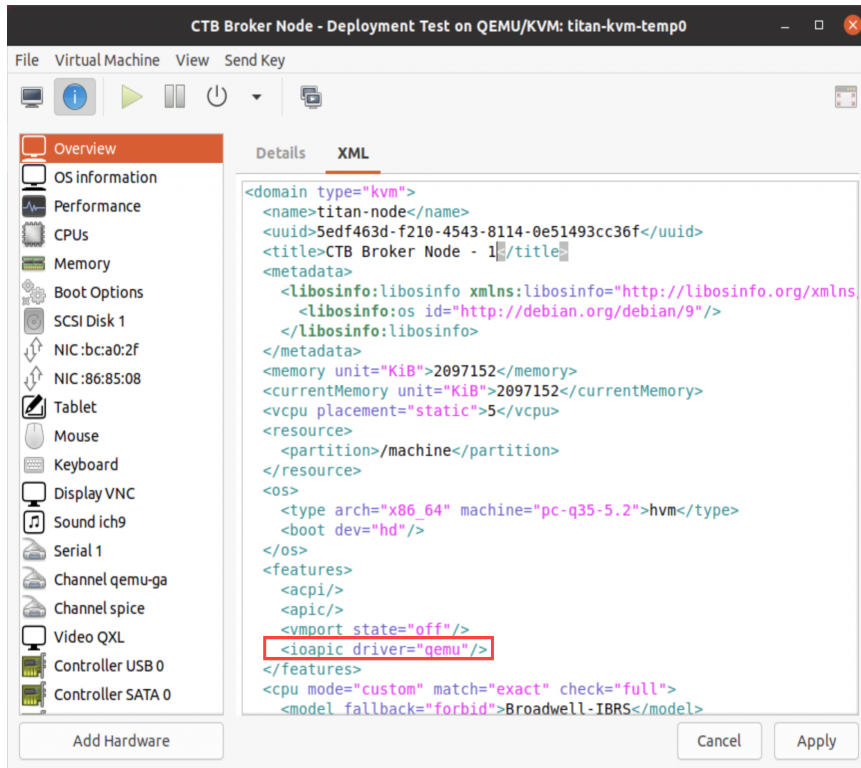 CTB Broker Node - Deployment Test on QEMU/KVM: titan-kvm-temp0
File Virtual Machine View Send Key
Overview
OS information
Performance
CPUs
Memory
Boot Options
SCSI Disk 1
NIC :bc:a0:2f
NIC :86:85:08
Tablet
Mouse
Keyboard
Display VNC
Sound ich9
Serial 1
Channel qemu-ga
Channel spice
Video QXL
Controller USB 0
Controller SATA 0
Add Hardware
Details XML
<domain type="kvm">
<name>titan-node</name>
<uuid>5edf463d-f210-4543-8114-0e51493cc36f</uuid>
<title>CTB Broker Node - 1</title>
<metadata>
<libosinfo:libosinfo xmlns:libosinfo="http://libosinfo.org/xmlns/
<libosinfo:os id="http://debian.org/debian/9"/>
</libosinfo:libosinfo>
</metadata>
<memory unit="KiB">2097152</memory>
<currentMemory unit="KiB">2097152</currentMemory>
<vcpu placement="static">5</vcpu>
<resource>
<partition>/machine</partition>
</resource>
<os>
<type arch="x86_64" machine="pc-q35-5.2">hvm</type>
<boot dev="hd"/>
</os>
<features>
<acpi/>
<apic/>
<vmport state="off"/>
<ioapic driver="qemu"/>
</features>
<cpu mode="custom" match="exact" check="full">
<model fallback="forbid">Broadwell-IBRS</model>
Cancel Apply